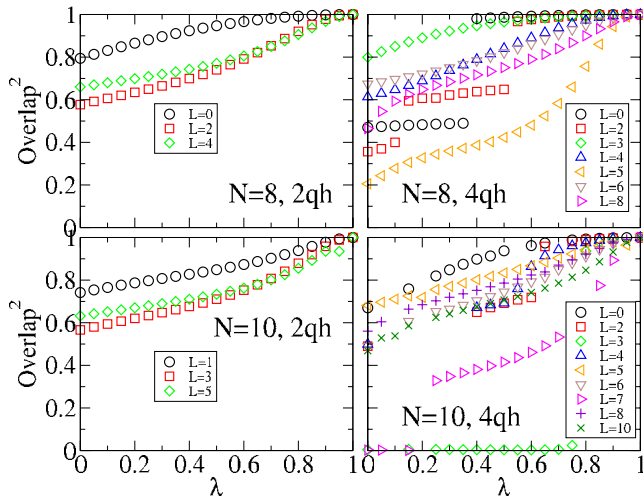 1
0.8
0.6
0.4
0.2
0
Overlap²
L=0
L=2
L=4
N=8, 2qh
L=0
L=2
L=3
L=4
L=5
L=6
L=8
N=8, 4qh
1
0.8
0.6
0.4
0.2
0
Overlap²
L=1
L=3
L=5
N=10, 2qh
L=0
L=2
L=3
L=4
L=5
L=6
L=7
L=8
L=10
N=10, 4qh
0 0.2 0.4 0.6 0.8 1
0 0.2 0.4 0.6 0.8 1
λ
λ